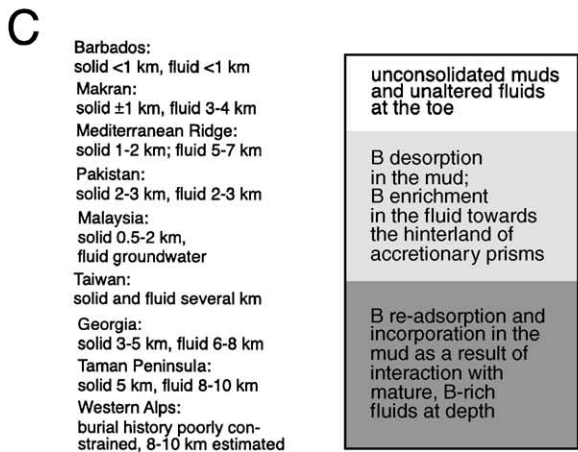 C
Barbados:
solid <1 km, fluid <1 km
Makran:
solid ±1 km, fluid 3-4 km
Mediterranean Ridge:
solid 1-2 km; fluid 5-7 km
Pakistan:
solid 2-3 km, fluid 2-3 km
Malaysia:
solid 0.5-2 km,
fluid groundwater
Taiwan:
solid and fluid several km
Georgia:
solid 3-5 km, fluid 6-8 km
Taman Peninsula:
solid 5 km, fluid 8-10 km
Western Alps:
burial history poorly con-
strained, 8-10 km estimated
unconsolidated muds
and unaltered fluids
at the toe
B desorption
in the mud;
B enrichment
in the fluid towards
the hinterland of
accretionary prisms
B re-adsorption and
incorporation in the
mud as a result of
interaction with
mature, B-rich
fluids at depth